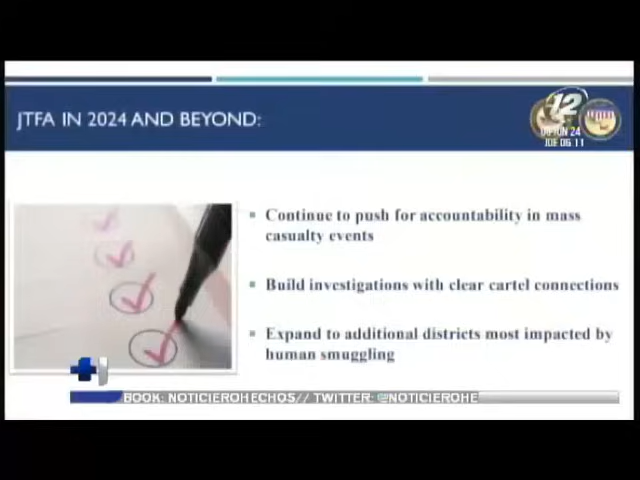 JTFA IN 2024 AND BEYOND:
12
Continue to push for accountability in mass
casualty events
Build investigations with clear cartel connections
Expand to additional districts most impacted by
human smuggling
BOOK: NOTICIEROHECHOS// TWITTER: @NOTICIEROHE